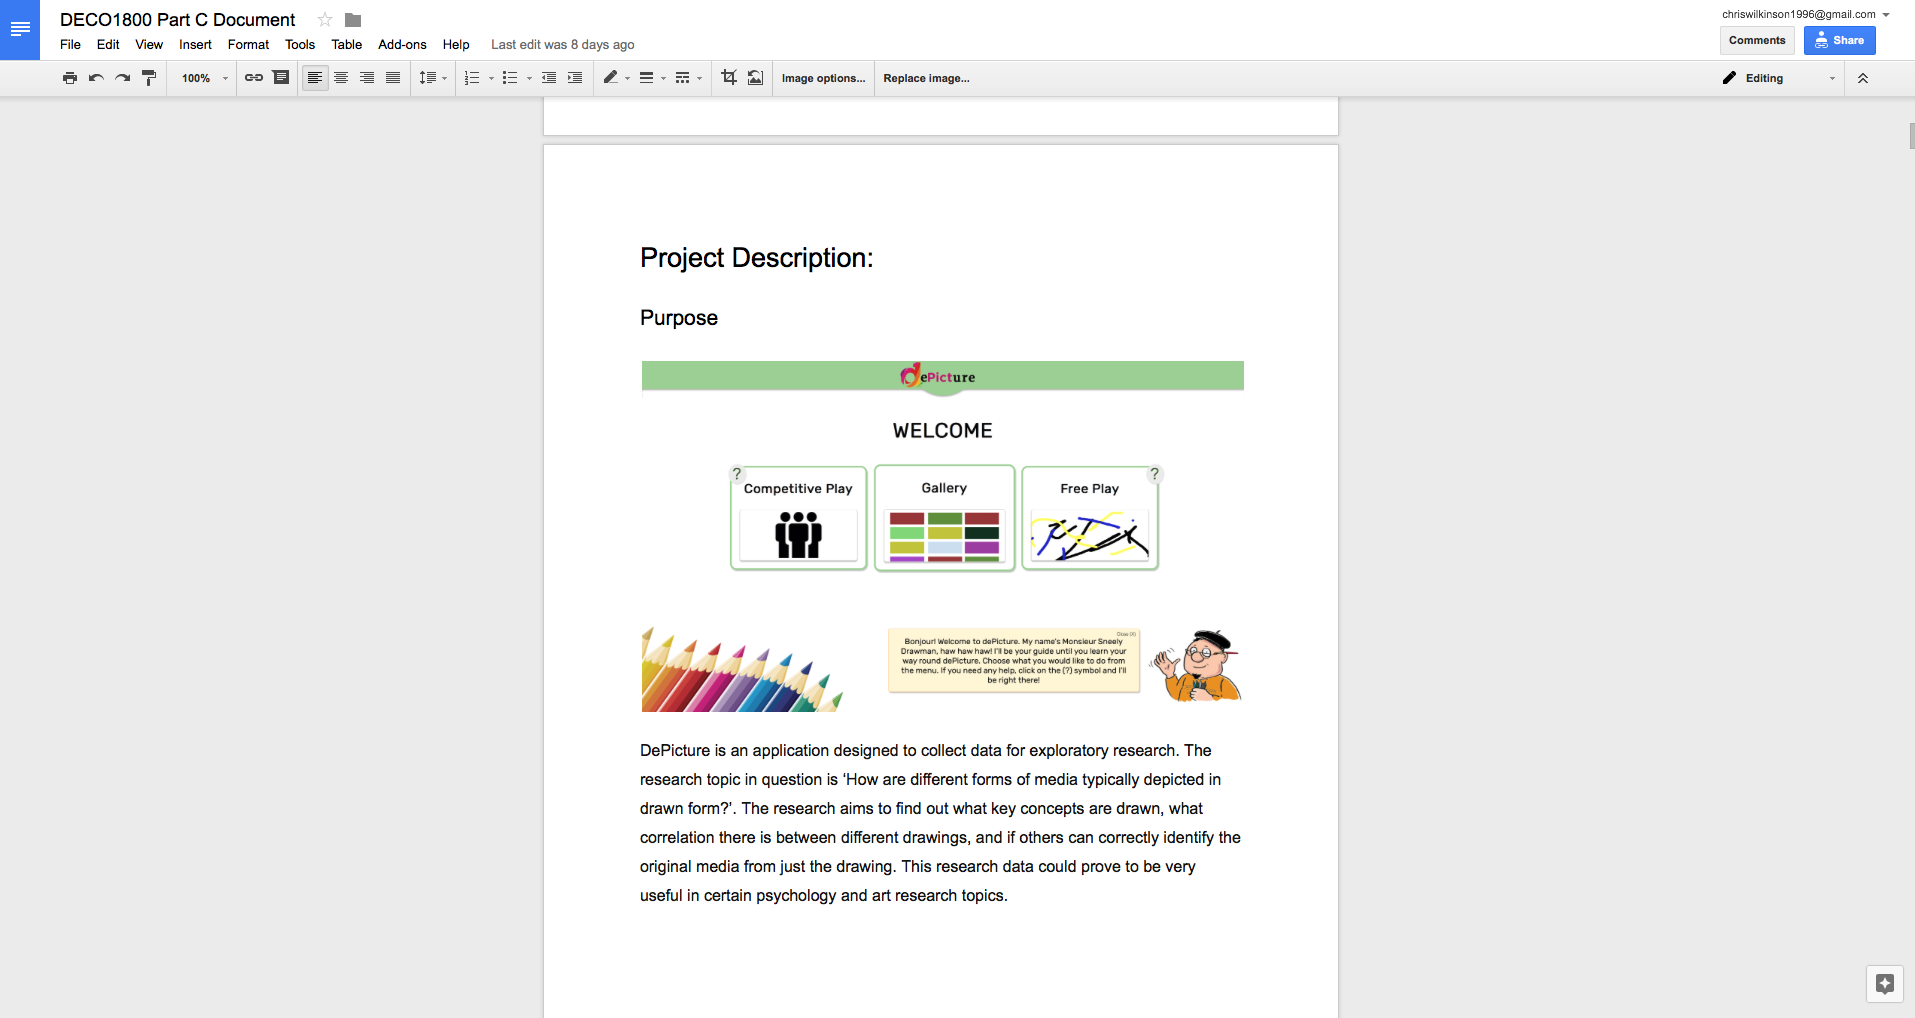 DECO1800 Part C Document
chriswilkinson1996@gmail.com
File Edit View Insert Format Tools Table Add-ons Help Last edit was 8 days ago
Comments Share
100% Image options... Replace image... Editing
Project Description:
Purpose
dePicture
WELCOME
? ?
Competitive Play Gallery Free Play
Close (X)
Bonjour! Welcome to dePicture. My name's Monsieur Sneely
Drawman, haw haw haw! I'll be your guide until you learn your
way round dePicture. Choose what you would like to do from
the menu. If you need any help, click on the (?) symbol and I'll
be right there!
DePicture is an application designed to collect data for exploratory research. The
research topic in question is ‘How are different forms of media typically depicted in
drawn form?’. The research aims to find out what key concepts are drawn, what
correlation there is between different drawings, and if others can correctly identify the
original media from just the drawing. This research data could prove to be very
useful in certain psychology and art research topics.